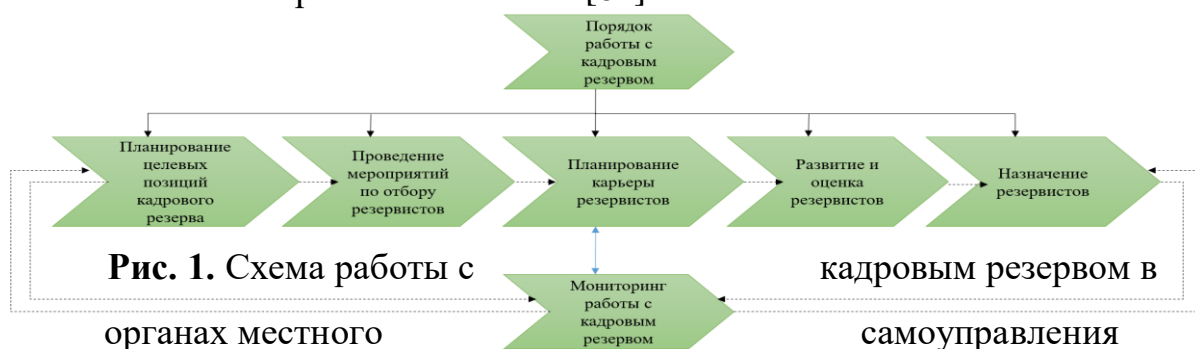 Порядок
работы с
кадровым
резервом
Планирование
целевых
позиций
кадрового
резерва
Проведение
мероприятий
по отбору
резервистов
Планирование
карьеры
резервистов
Развитие и
оценка
резервистов
Назначение
резервистов
Рис. 1. Схема работы с кадровым резервом в
органах местного самоуправления
Мониторинг
работы с
кадровым
резервом